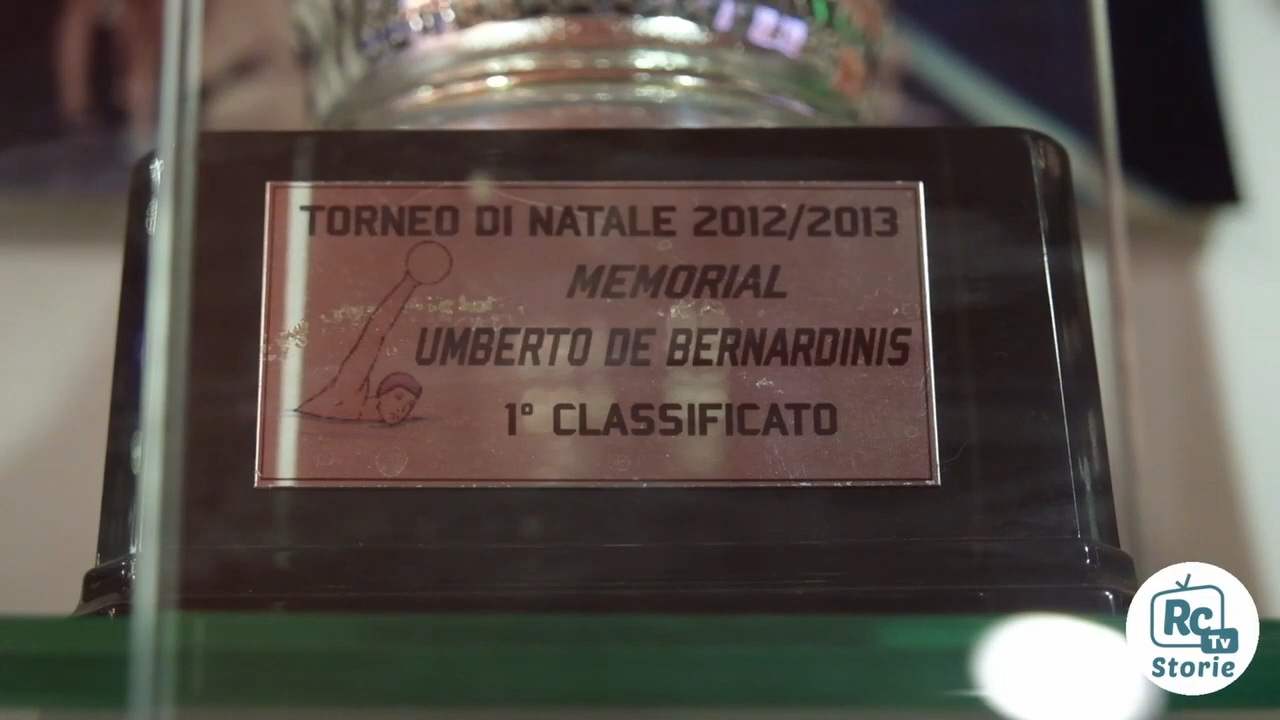 TORNEO DI NATALE 2012/2013
MEMORIAL
UMBERTO DE BERNARDINIS
1° CLASSIFICATO
Rc
Tv
Storie